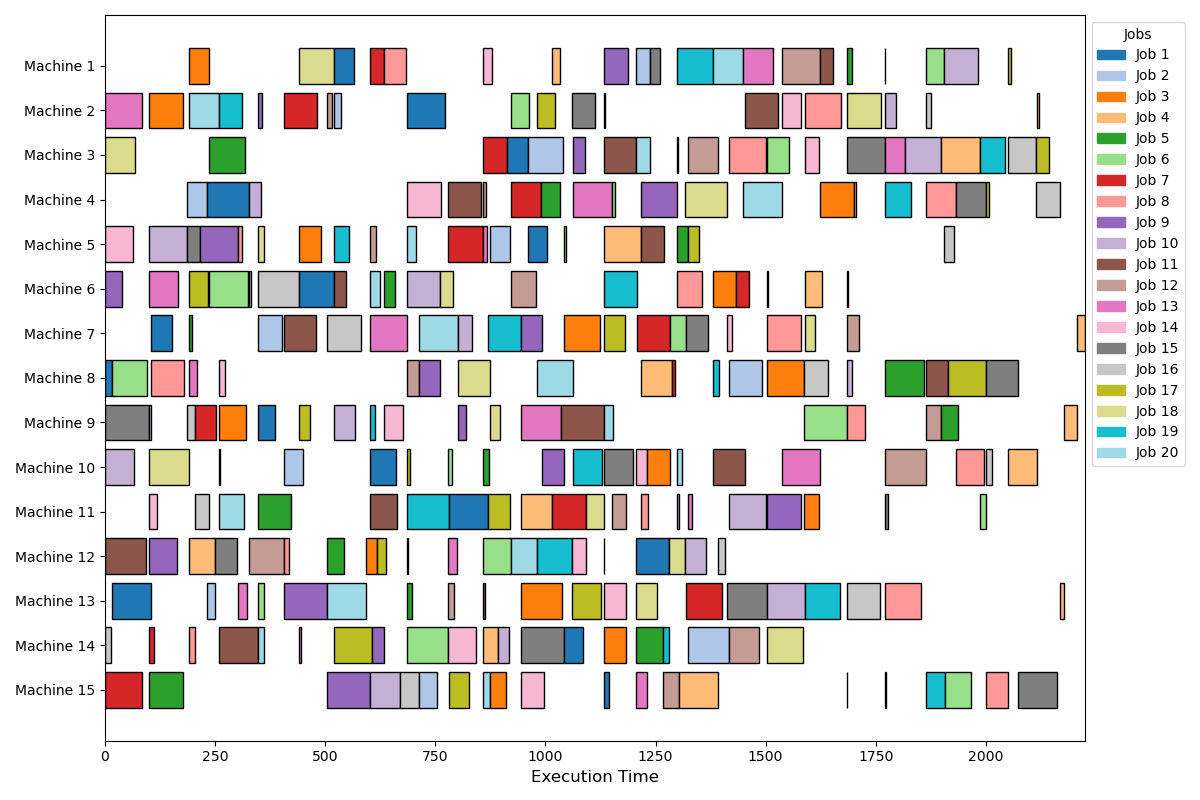 Machine 1
Machine 2
Machine 3
Machine 4
Machine 5
Machine 6
Machine 7
Machine 8
Machine 9
Machine 10
Machine 11
Machine 12
Machine 13
Machine 14
Machine 15
0 250 500 750 1000 1250 1500 1750 2000
Execution Time
Jobs
Job 1
Job 2
Job 3
Job 4
Job 5
Job 6
Job 7
Job 8
Job 9
Job 10
Job 11
Job 12
Job 13
Job 14
Job 15
Job 16
Job 17
Job 18
Job 19
Job 20